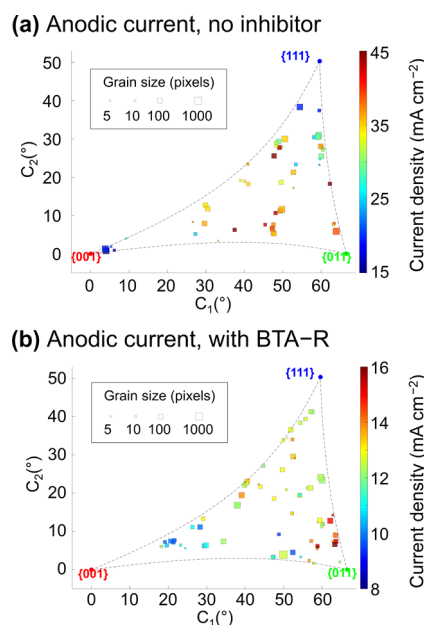 (a) Anodic current, no inhibitor
{111}
Grain size (pixels)
5 10 100 1000
50
40
30
20
10
0
C₂(°)
{001}
{011}
0 10 20 30 40 50 60
C₁(°)
45
35
25
15
Current density (mA cm⁻²)
(b) Anodic current, with BTA−R
{111}
Grain size (pixels)
5 10 100 1000
50
40
30
20
10
0
C₂(°)
{001}
{011}
0 10 20 30 40 50 60
C₁(°)
16
14
12
10
8
Current density (mA cm⁻²)